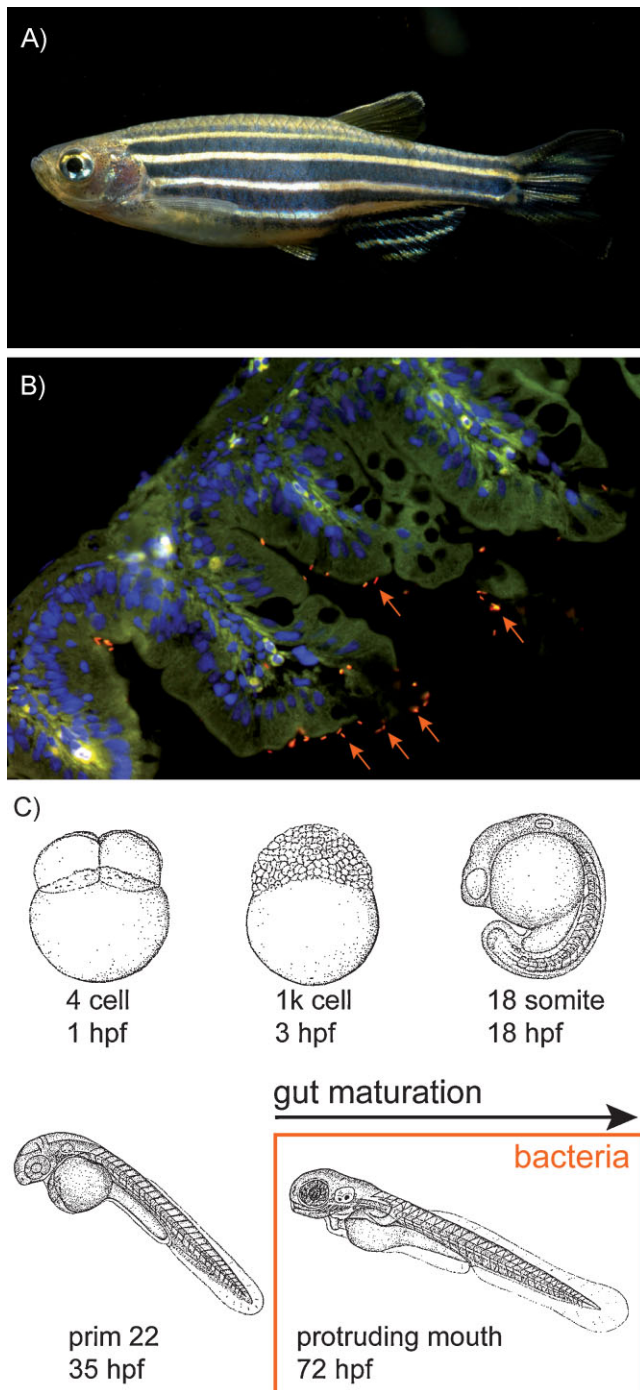 A)
B)
C)
4 cell
1 hpf
1k cell
3 hpf
18 somite
18 hpf
gut maturation
bacteria
prim 22
35 hpf
protruding mouth
72 hpf